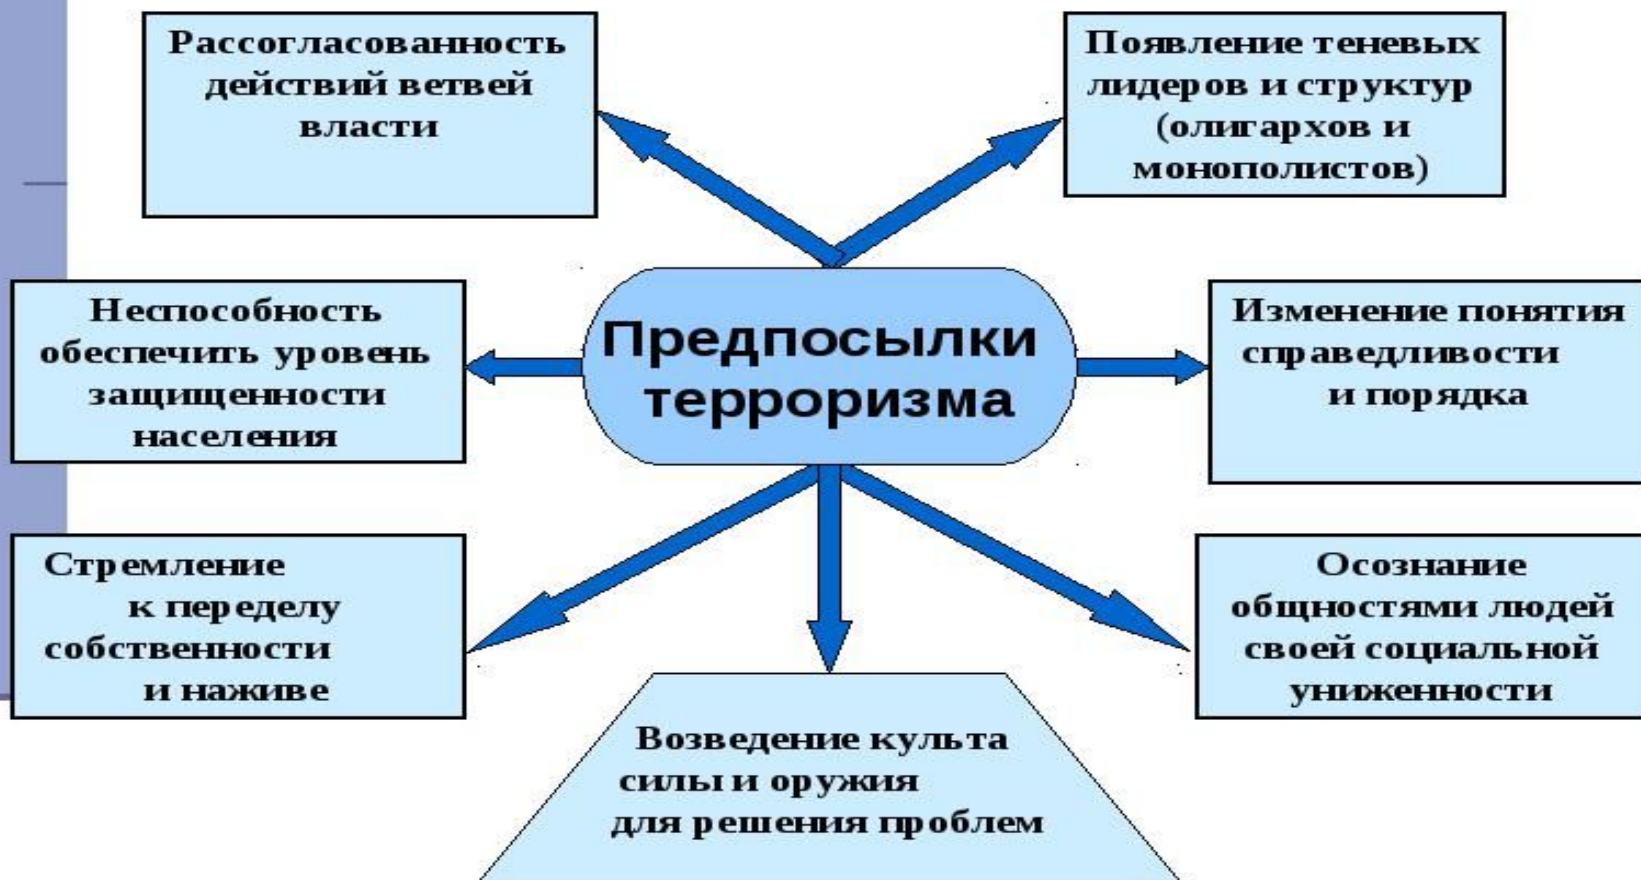 Рассогласованность
действий ветвей
власти
Появление теневых
лидеров и структур
(олигархов и
монополистов)
Неспособность
обеспечить уровень
защищенности
населения
Предпосылки
терроризма
Изменение понятия
справедливости
и порядка
Стремление
к переделу
собственности
и наживе
Возведение культа
силы и оружия
для решения проблем
Осознание
общностями людей
своей социальной
униженности